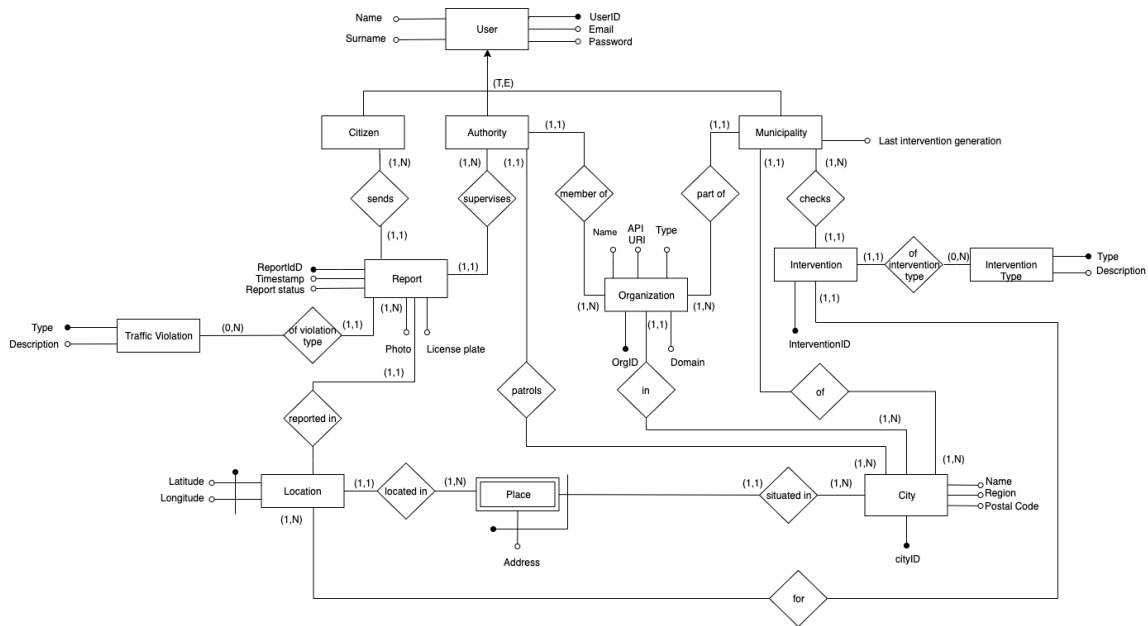 Name
UserID
User
Email
Surname
Password
(T,E)
Citizen
Authority
(1,1)
(1,1)
Municipality
Last intervention generation
(1,N)
(1,N)
(1,1)
(1,1)
(1,N)
sends
supervises
member of
part of
checks
Name
API
URI
Type
(1,1)
(1,1)
ReportIdD
Timestamp
Report status
Report
(1,1)
Organization
Intervention
(1,1)
of
intervention
type
(0,N)
Intervention
Type
Type
Description
(1,N)
(1,N)
(1,1)
(1,N)
(1,1)
Type
Description
Traffic Violation
(0,N)
of violation
type
(1,1)
Photo
License plate
OrgID
Domain
InterventionID
(1,1)
reported in
patrols
in
of
(1,N)
(1,N)
(1,N)
Latitude
Longitude
Location
(1,1)
located in
(1,N)
Place
(1,1)
situated in
(1,N)
City
Name
Region
Postal Code
(1,N)
Address
cityID
for